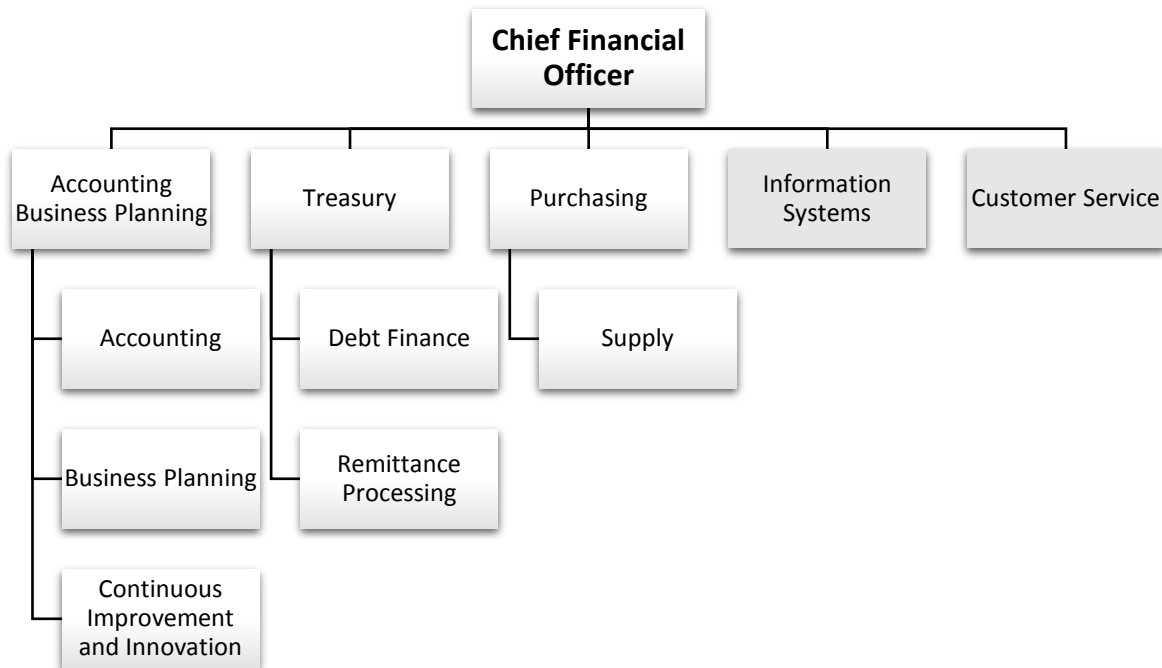 Chief Financial
Officer
Accounting
Business Planning
Treasury
Purchasing
Information
Systems
Customer Service
Accounting
Debt Finance
Supply
Business Planning
Remittance
Processing
Continuous
Improvement
and Innovation